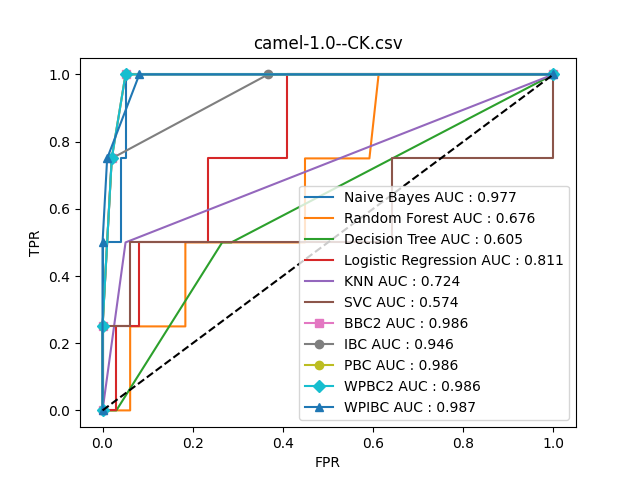 camel-1.0--CK.csv
1.0
0.8
0.6
0.4
0.2
0.0
TPR
Naive Bayes AUC : 0.977
Random Forest AUC : 0.676
Decision Tree AUC : 0.605
Logistic Regression AUC : 0.811
KNN AUC : 0.724
SVC AUC : 0.574
BBC2 AUC : 0.986
IBC AUC : 0.946
PBC AUC : 0.986
WPBC2 AUC : 0.986
WPIBC AUC : 0.987
0.0 0.2 0.4 0.6 0.8 1.0
FPR